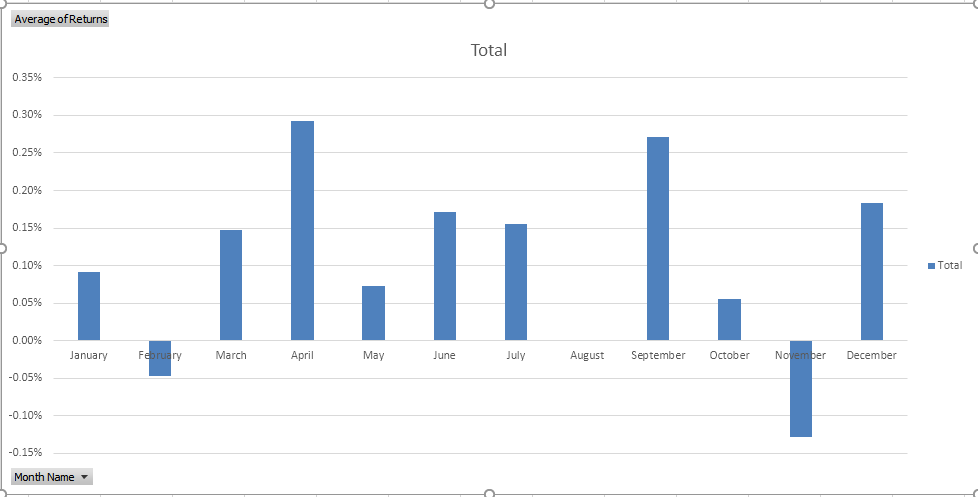 Average of Returns
Total
0.35%
0.30%
0.25%
0.20%
0.15%
0.10%
0.05%
0.00%
-0.05%
-0.10%
-0.15%
January February March April May June July August September October November December
Total
Month Name